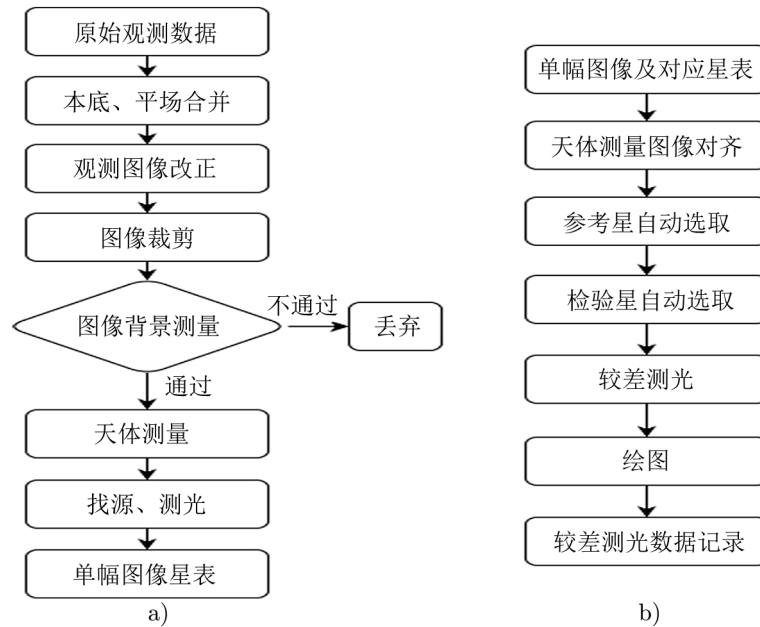 原始观测数据
本底、平场合并
观测图像改正
图像裁剪
图像背景测量
不通过
丢弃
通过
天体测量
找源、测光
单幅图像星表
a)
单幅图像及对应星表
天体测量图像对齐
参考星自动选取
检验星自动选取
较差测光
绘图
较差测光数据记录
b)